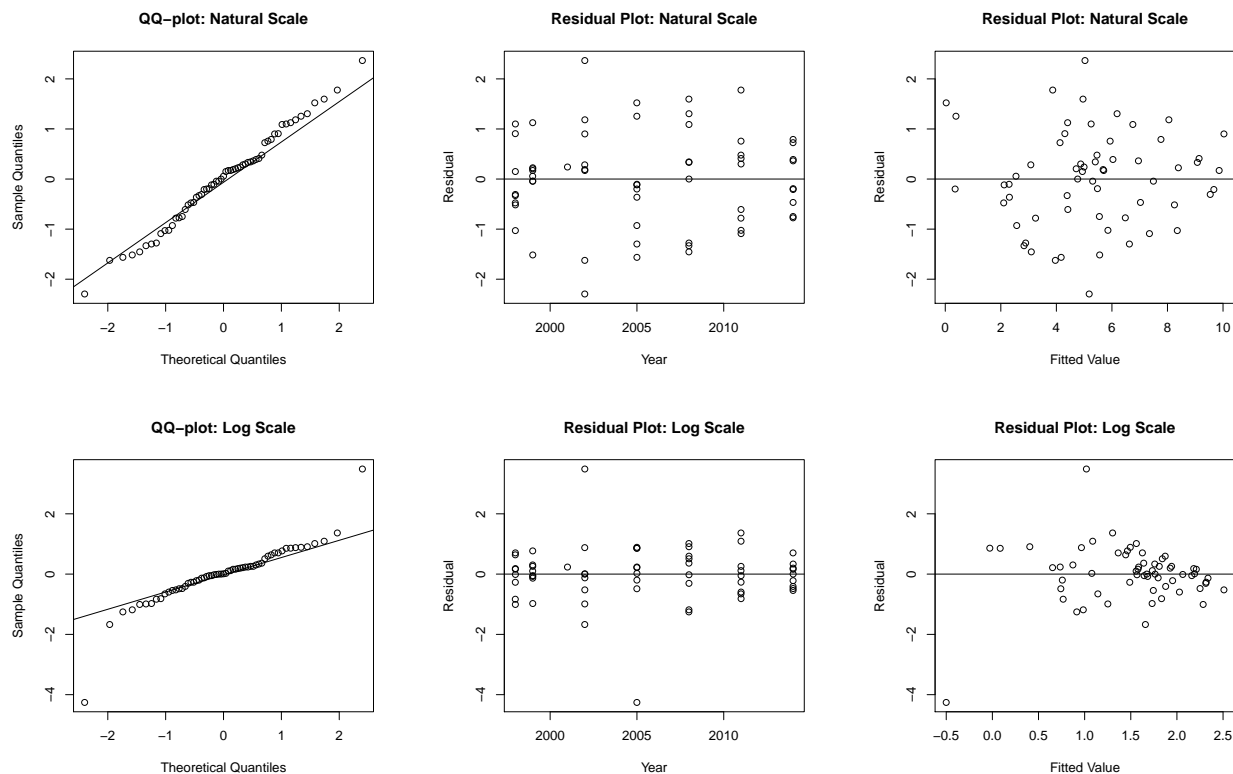 QQ−plot: Natural Scale
Sample Quantiles
2
1
0
−1
−2
−2 −1 0 1 2
Theoretical Quantiles
Residual Plot: Natural Scale
Residual
2
1
0
−1
−2
2000 2005 2010
Year
Residual Plot: Natural Scale
Residual
2
1
0
−1
−2
0 2 4 6 8 10
Fitted Value
QQ−plot: Log Scale
Sample Quantiles
2
0
−2
−4
−2 −1 0 1 2
Theoretical Quantiles
Residual Plot: Log Scale
Residual
2
0
−2
−4
2000 2005 2010
Year
Residual Plot: Log Scale
Residual
2
0
−2
−4
−0.5 0.0 0.5 1.0 1.5 2.0 2.5
Fitted Value